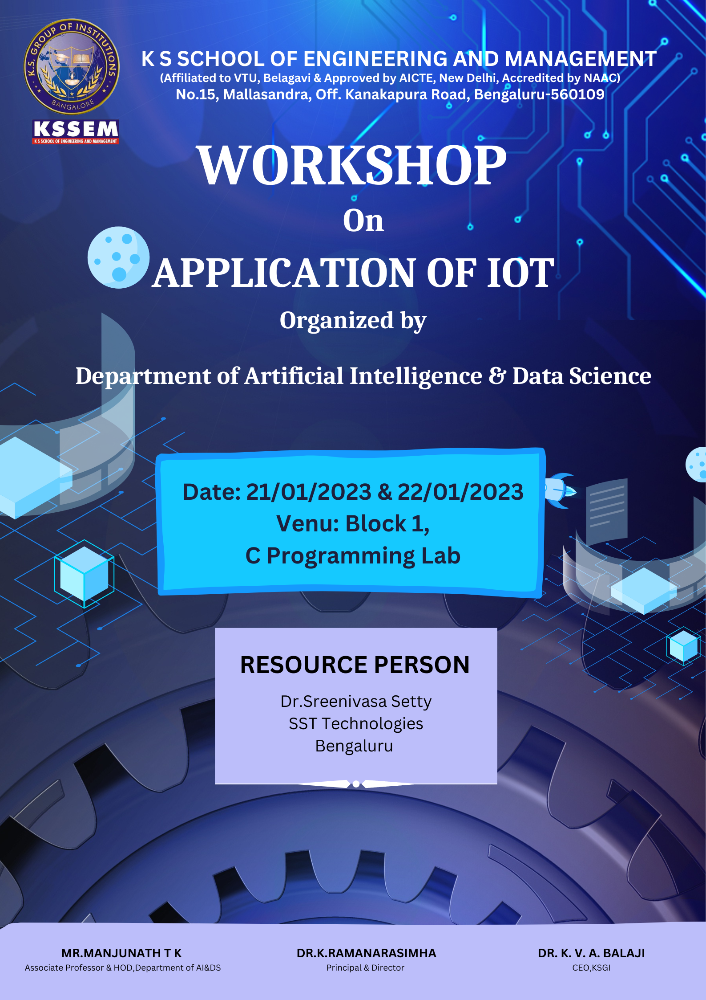 K.S. GROUP OF INSTITUTIONS
BANGALORE
KSSEM
K S SCHOOL OF ENGINEERING AND MANAGEMENT
K S SCHOOL OF ENGINEERING AND MANAGEMENT
(Affiliated to VTU, Belagavi & Approved by AICTE, New Delhi, Accredited by NAAC)
No.15, Mallasandra, Off. Kanakapura Road, Bengaluru-560109
WORKSHOP
On
APPLICATION OF IOT
Organized by
Department of Artificial Intelligence & Data Science
Date: 21/01/2023 & 22/01/2023
Venu: Block 1,
C Programming Lab
RESOURCE PERSON
Dr.Sreenivasa Setty
SST Technologies
Bengaluru
MR.MANJUNATH T K
Associate Professor & HOD,Department of AI&DS
DR.K.RAMANARASIMHA
Principal & Director
DR. K. V. A. BALAJI
CEO,KSGI